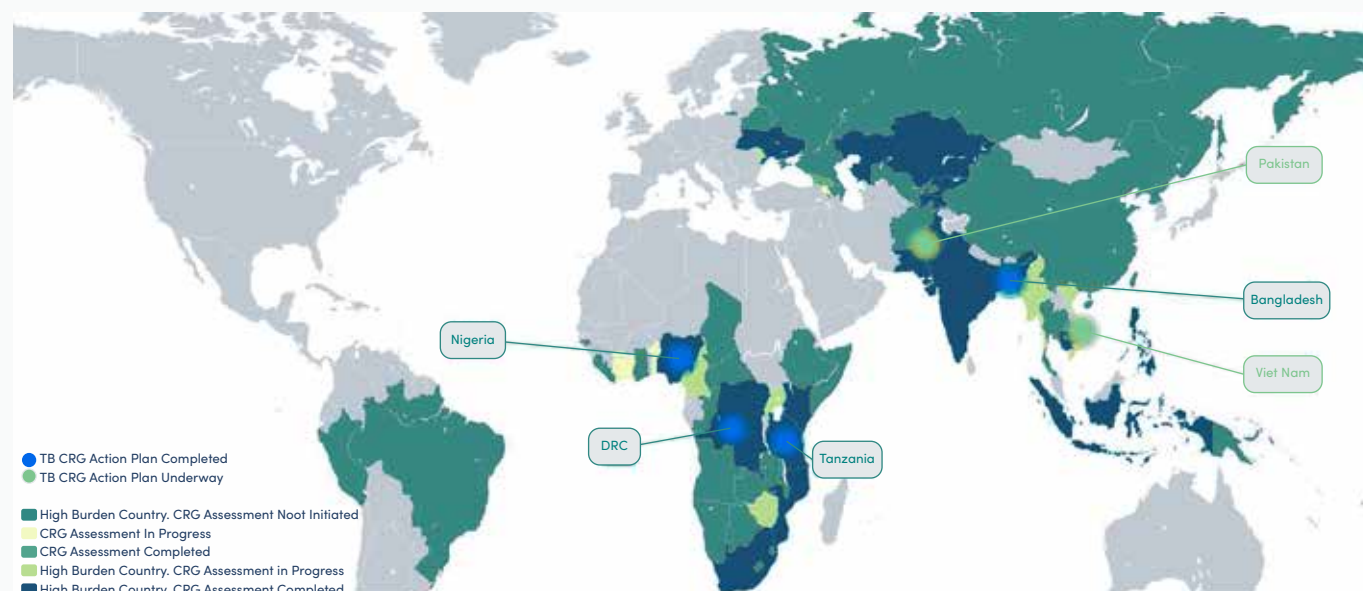 Pakistan
Bangladesh
Nigeria
Viet Nam
DRC
Tanzania
TB CRG Action Plan Completed
TB CRG Action Plan Underway
High Burden Country. CRG Assessment Noot Initiated
CRG Assessment In Progress
CRG Assessment Completed
High Burden Country. CRG Assessment in Progress
High Burden Country. CRG Assessment Completed